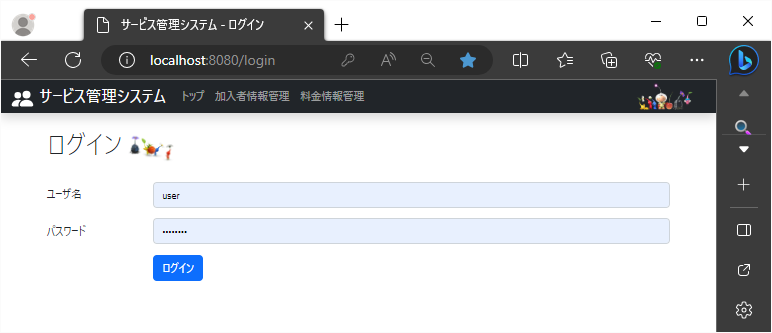 サービス管理システム - ログイン
localhost:8080/login
サービス管理システム トップ 加入者情報管理 料金情報管理
ログイン
ユーザ名 user
パスワード ••••••••
ログイン